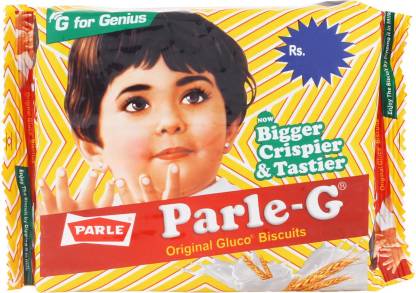 G for Genius
Rs.
NOW
Bigger
Crispier
& Tastier
PARLE
Parle-G®
Original Gluco® Biscuits